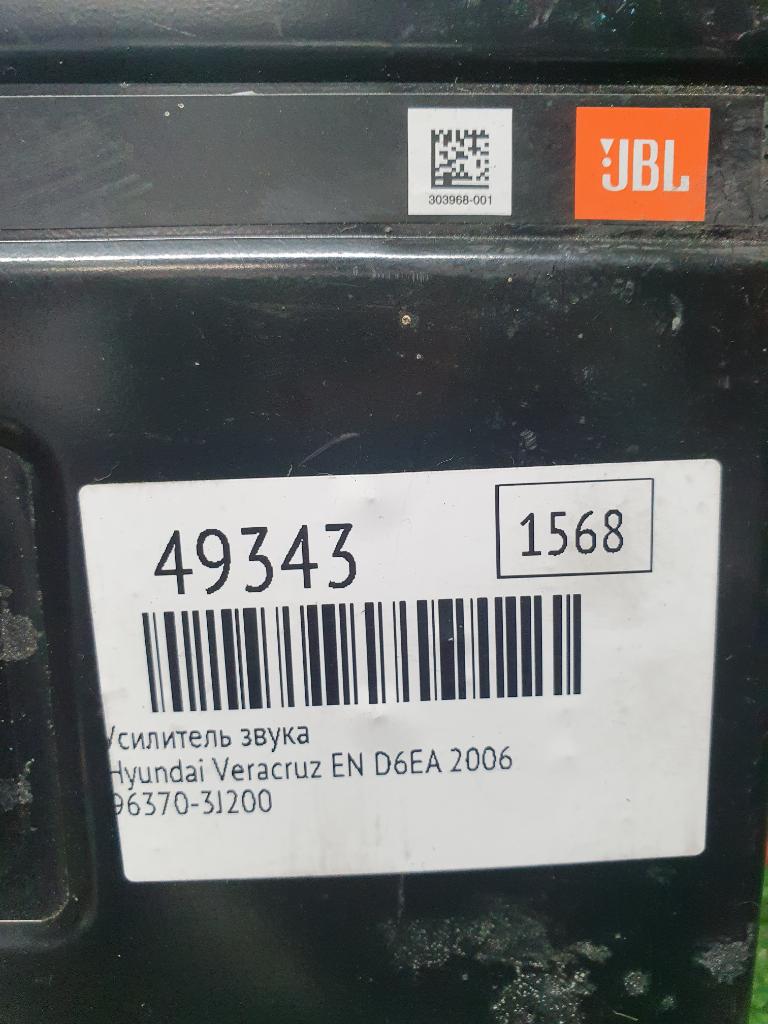 303968-001
JBL
49343
1568
Усилитель звука
Hyundai Veracruz EN D6EA 2006
96370-3J200